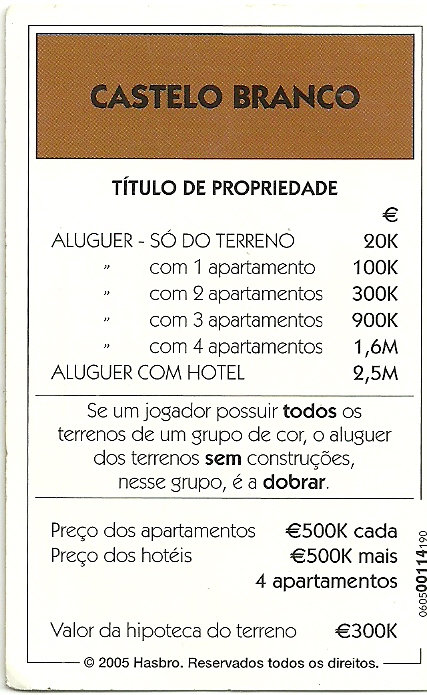 CASTELO BRANCO
TÍTULO DE PROPRIEDADE
€
ALUGUER - SÓ DO TERRENO 20K
" com 1 apartamento 100K
" com 2 apartamentos 300K
" com 3 apartamentos 900K
" com 4 apartamentos 1,6M
ALUGUER COM HOTEL 2,5M
Se um jogador possuir todos os
terrenos de um grupo de cor, o aluguer
dos terrenos sem construções,
nesse grupo, é a dobrar.
Preço dos apartamentos €500K cada
Preço dos hotéis €500K mais
4 apartamentos
Valor da hipoteca do terreno €300K
© 2005 Hasbro. Reservados todos os direitos.
060500114190